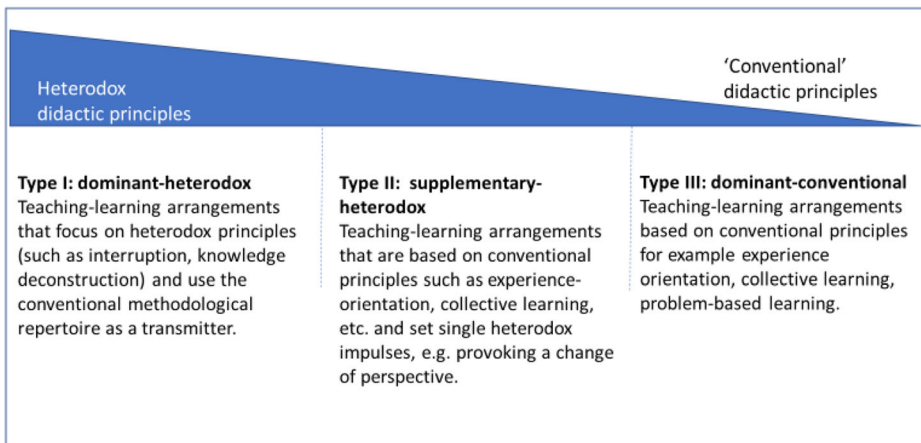 Heterodox
didactic principles
‘Conventional’
didactic principles
Type I: dominant-heterodox
Teaching-learning arrangements
that focus on heterodox principles
(such as interruption, knowledge
deconstruction) and use the
conventional methodological
repertoire as a transmitter.
Type II: supplementary-
heterodox
Teaching-learning arrangements
that are based on conventional
principles such as experience-
orientation, collective learning,
etc. and set single heterodox
impulses, e.g. provoking a change
of perspective.
Type III: dominant-conventional
Teaching-learning arrangements
based on conventional principles
for example experience
orientation, collective learning,
problem-based learning.